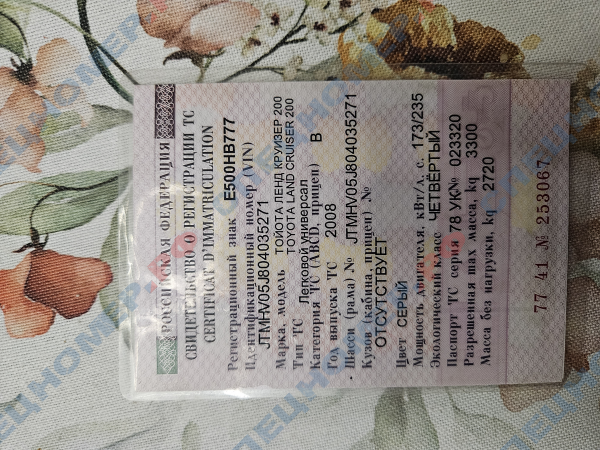 РОССИЙСКАЯ ФЕДЕРАЦИЯ
СВИДЕТЕЛЬСТВО О РЕГИСТРАЦИИ ТС
CERTIFICAT D'IMMATRICULATION
Регистрационный знак Е500НВ777
Идентификационный номер (VIN)
JTMHV05J804035271
Марка, модель ТОЙОТА ЛЕНД КРУИЗЕР 200
TOYOTA LAND CRUISER 200
Тип ТС Легковой универсал
Категория ТС (ABCD, прицеп) B
Год выпуска ТС 2008
Шасси (рама) № JTMHV05J804035271
Кузов (кабина, прицеп) №
ОТСУТСТВУЕТ
Цвет СЕРЫЙ
Мощность двигателя, кВт/л. с. 173/235
Экологический класс ЧЕТВЁРТЫЙ
Паспорт ТС серия 78 УК № 023320
Разрешенная max масса, kg 3300
Масса без нагрузки, kg 2720
77 41 № 253067
СПЕЦНОМЕР.РФ